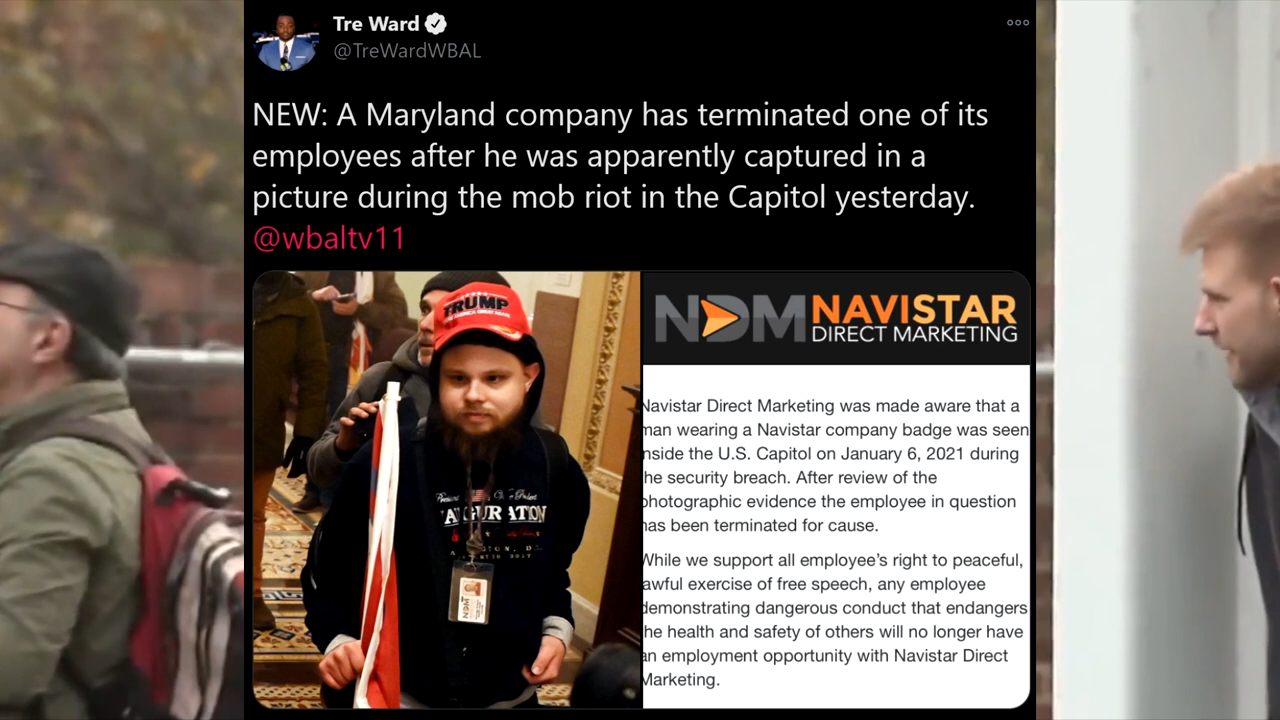 Tre Ward
@TreWardWBAL
NEW: A Maryland company has terminated one of its
employees after he was apparently captured in a
picture during the mob riot in the Capitol yesterday.
@wbaltv11
TRUMP
NDM NAVISTAR
DIRECT MARKETING
Navistar Direct Marketing was made aware that a
man wearing a Navistar company badge was seen
inside the U.S. Capitol on January 6, 2021 during
the security breach. After review of the
photographic evidence the employee in question
has been terminated for cause.
While we support all employee's right to peaceful,
lawful exercise of free speech, any employee
demonstrating dangerous conduct that endangers
the health and safety of others will no longer have
an employment opportunity with Navistar Direct
Marketing.